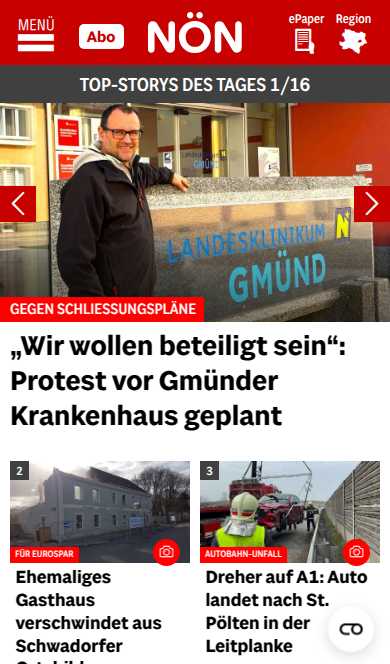 MENÜ
Abo
NÖN
ePaper
Region
TOP-STORYS DES TAGES 1/16
LANDESKLINIKUM
GMÜND
GEGEN SCHLIESSUNGSPLÄNE
„Wir wollen beteiligt sein“:
Protest vor Gmünder
Krankenhaus geplant
2
FÜR EUROSPAR
Ehemaliges
Gasthaus
verschwindet aus
Schwadorfer
3
AUTOBAHN-UNFALL
Dreher auf A1: Auto
landet nach St.
Pölten in der
Leitplanke